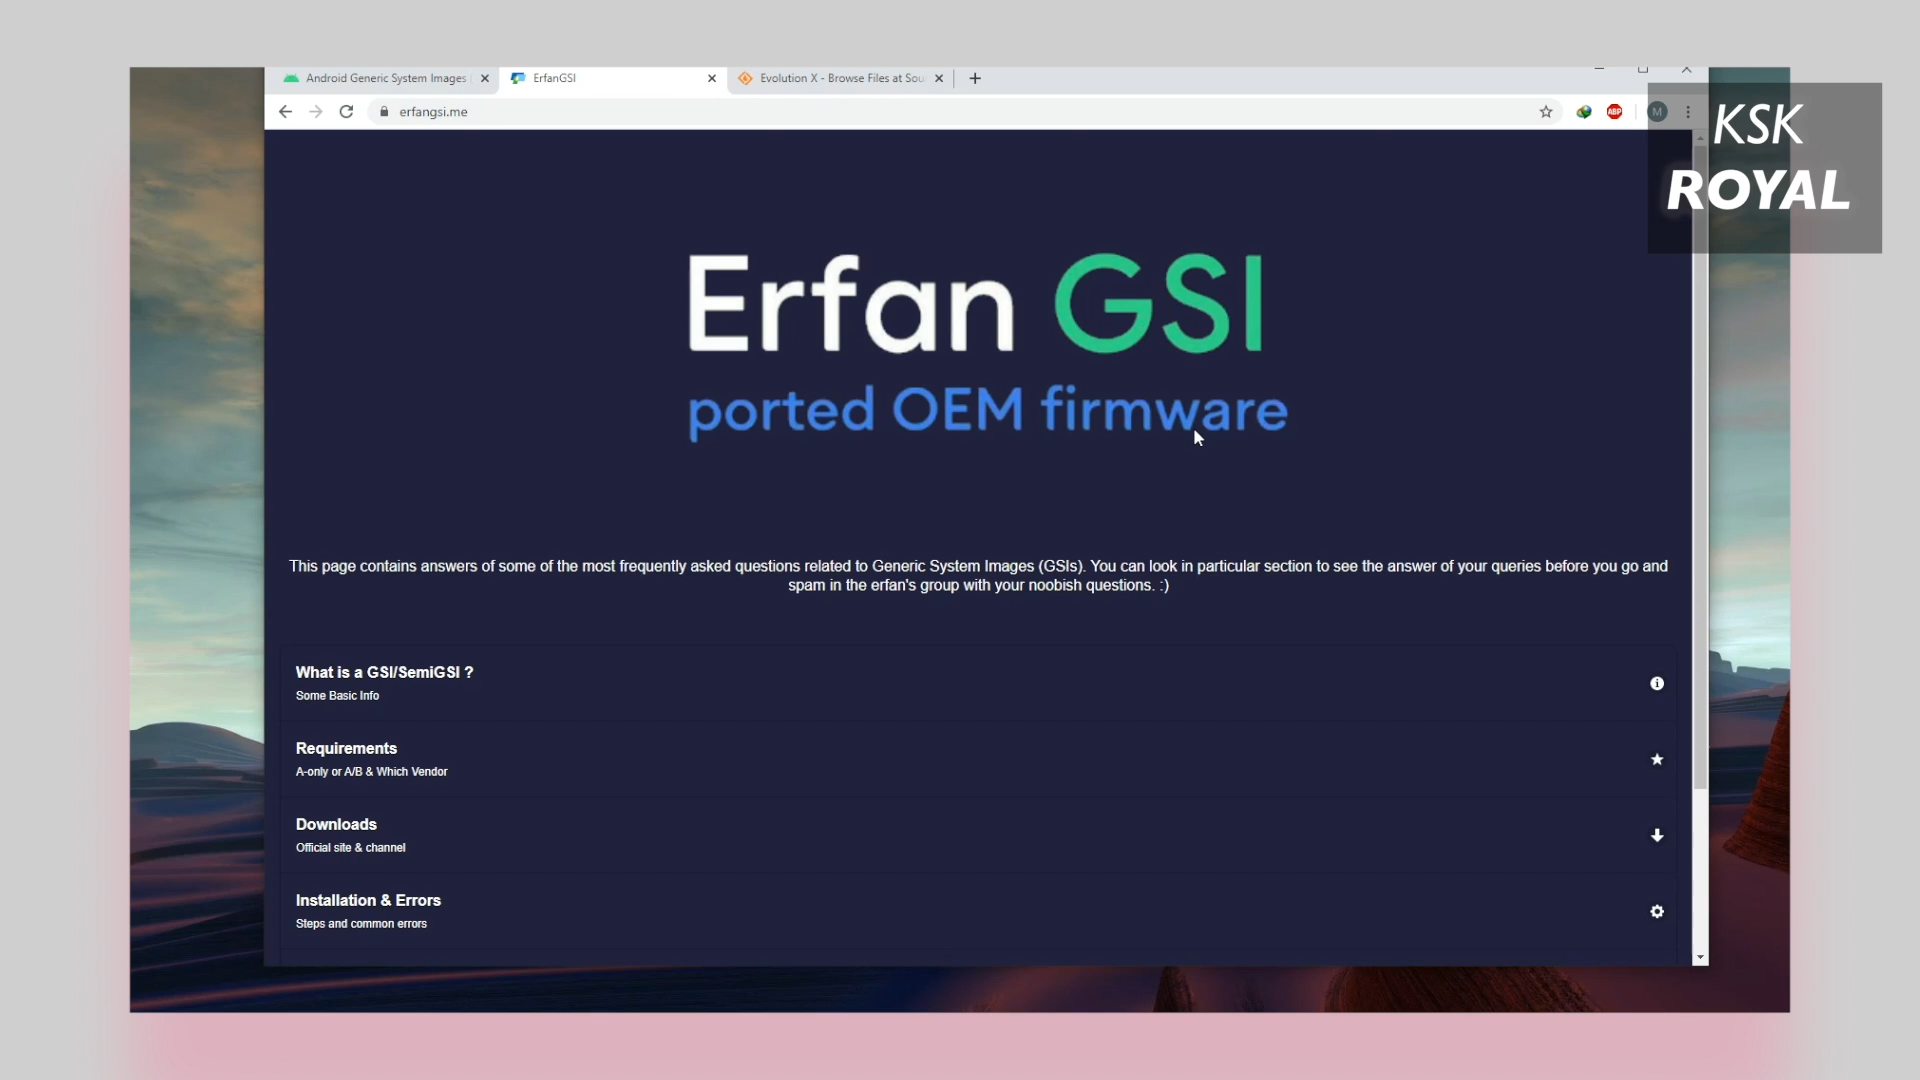 Android Generic System Images
ErfanGSI
Evolution X - Browse Files at Sou
erfangsi.me
ABP
M
KSK
ROYAL
Erfan GSI
ported OEM firmware
This page contains answers of some of the most frequently asked questions related to Generic System Images (GSIs). You can look in particular section to see the answer of your queries before you go and
spam in the erfan's group with your noobish questions. :)
What is a GSI/SemiGSI ?
Some Basic Info
Requirements
A-only or A/B & Which Vendor
Downloads
Official site & channel
Installation & Errors
Steps and common errors